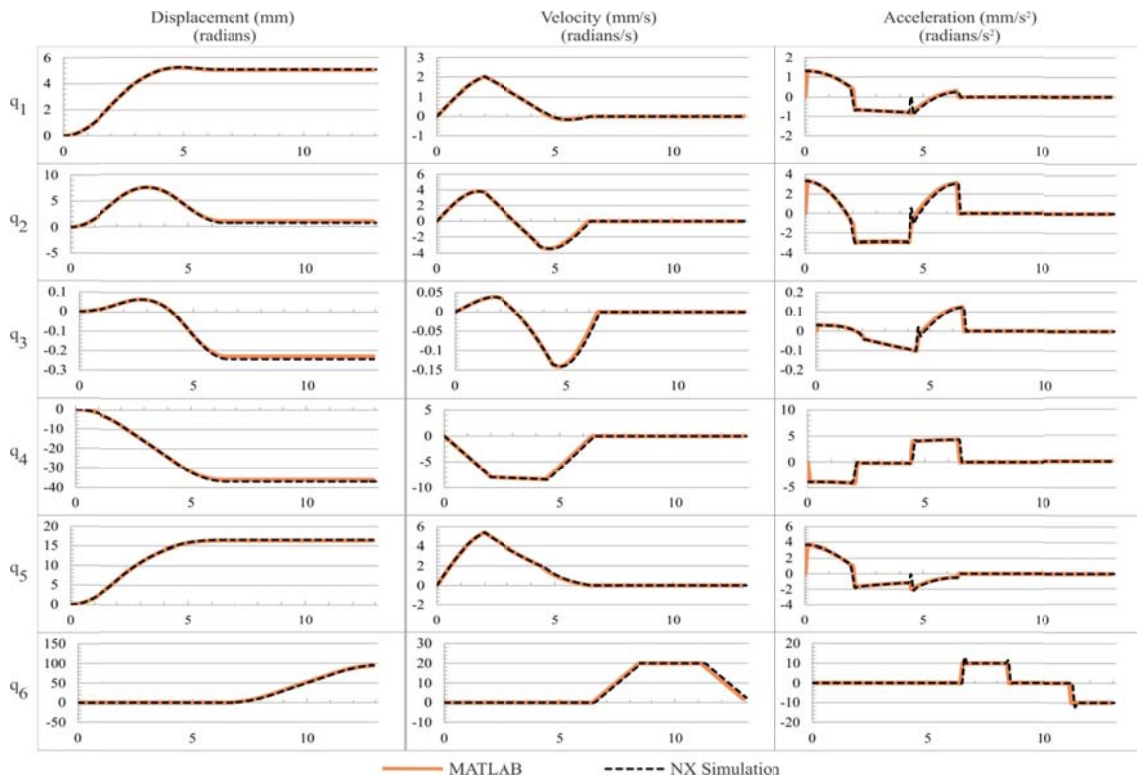 Displacement (mm)
(radians)
Velocity (mm/s)
(radians/s)
Acceleration (mm/s²)
(radians/s²)
q1
6
4
2
0
0 5 10
3
2
1
0
-1
0 5 10
2
1
0
-1
-2
0 5 10
q2
10
5
0
-5
0 5 10
6
4
2
0
-2
-4
0 5 10
4
2
0
-2
-4
0 5 10
q3
0.1
0
-0.1
-0.2
-0.3
0 5 10
0.05
0
-0.05
-0.1
-0.15
0 5 10
0.2
0.1
0
-0.1
-0.2
0 5 10
q4
0
-10
-20
-30
-40
0 5 10
5
0
-5
-10
0 5 10
10
5
0
-5
0 5 10
q5
20
15
10
5
0
0 5 10
6
4
2
0
-2
0 5 10
6
4
2
0
-2
-4
0 5 10
q6
150
100
50
0
-50
0 5 10
30
20
10
0
-10
0 5 10
20
10
0
-10
-20
0 5 10
MATLAB NX Simulation